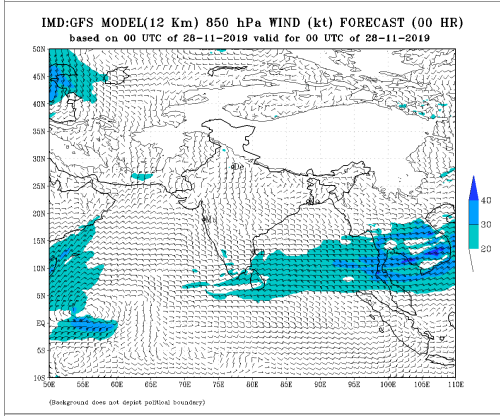 IMD:GFS MODEL(12 Km) 850 hPa WIND (kt) FORECAST (00 HR)
based on 00 UTC of 28-11-2019 valid for 00 UTC of 28-11-2019
50N
45N
40N
35N
30N
25N
20N
15N
10N
5N
EQ
5S
10S
50E 55E 60E 65E 70E 75E 80E 85E 90E 95E 100E 105E 110E
40
30
20
(Background does not depict political boundary)